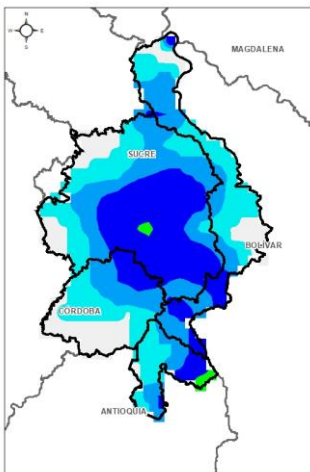 N
W E
S
MAGDALENA
SUCRE
BOLIVAR
CORDOBA
ANTIOQUIA